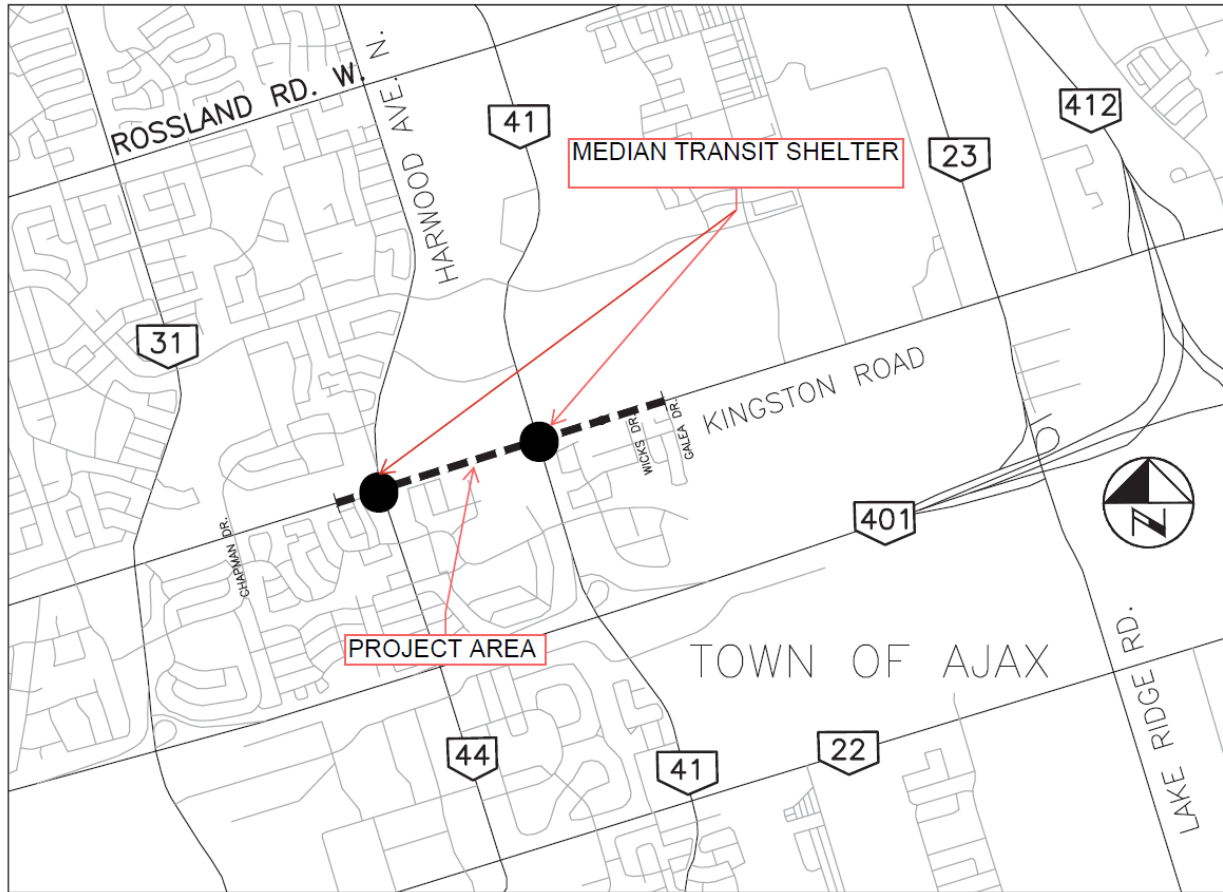 ROSSLAND RD. W.
HARWOOD AVE. N.
41
412
MEDIAN TRANSIT SHELTER
23
31
KINGSTON ROAD
WICKS DR.
GALEA DR.
CHAPMAN DR.
401
N
PROJECT AREA
TOWN OF AJAX
LAKE RIDGE RD.
44
41
22